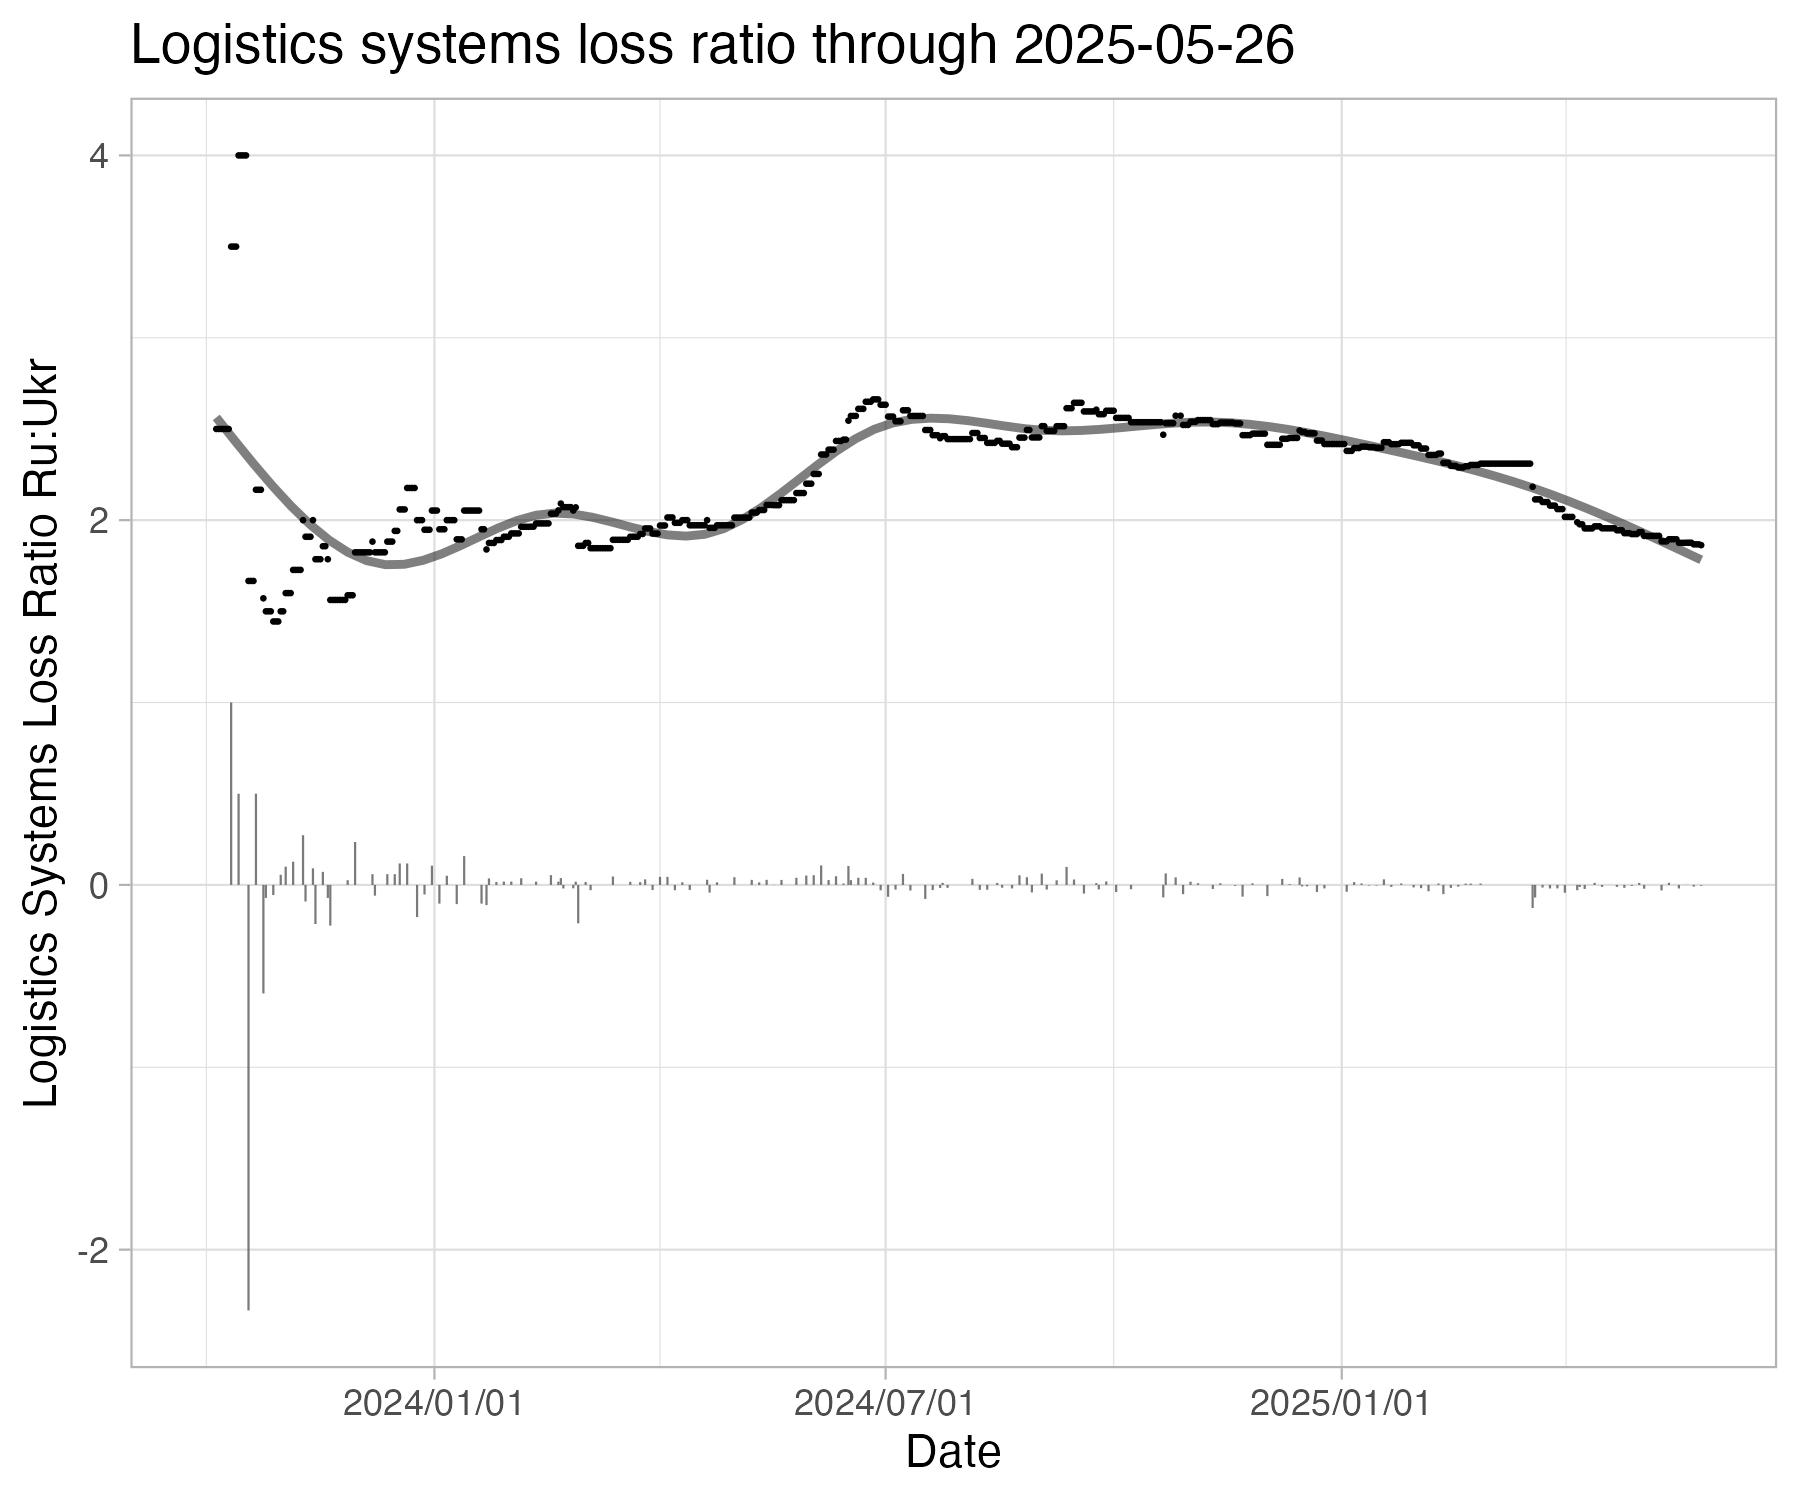 Logistics systems loss ratio through 2025-05-26
Logistics Systems Loss Ratio Ru:Ukr
4
2
0
-2
2024/01/01
2024/07/01
2025/01/01
Date